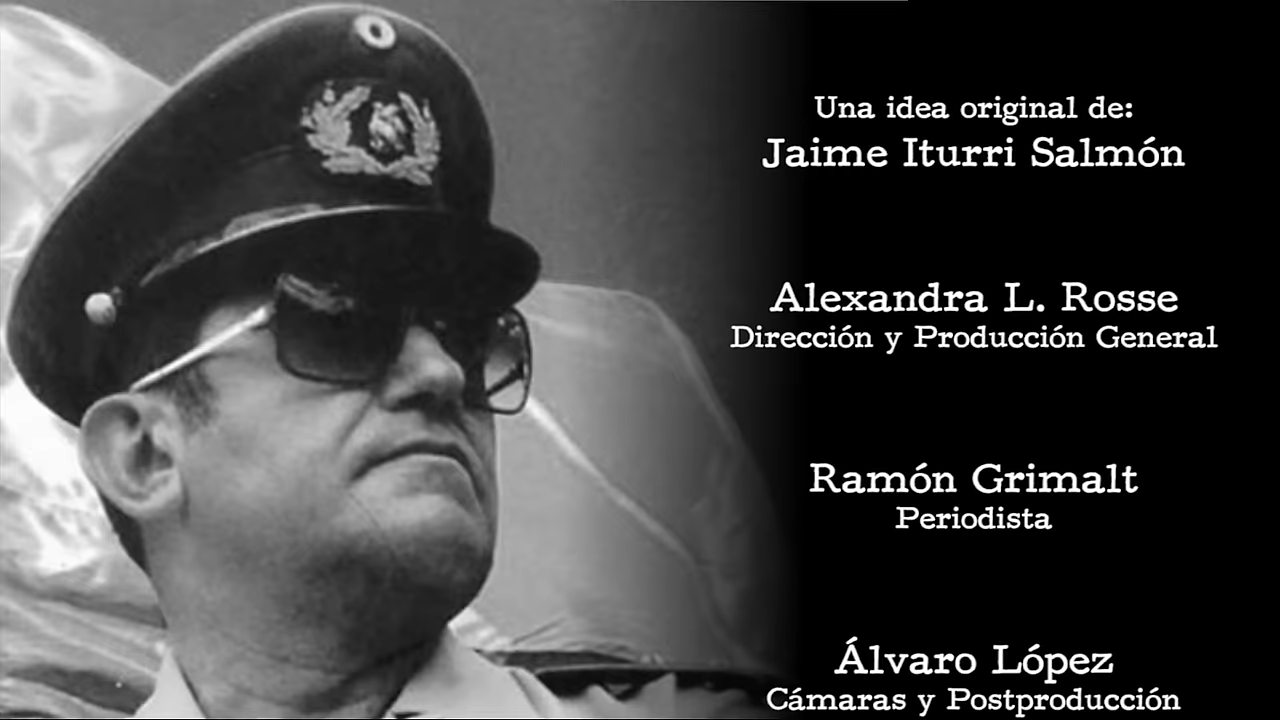 Una idea original de:
Jaime Iturri Salmón
Alexandra L. Rosse
Dirección y Producción General
Ramón Grimalt
Periodista
Álvaro López
Cámaras y Postproducción